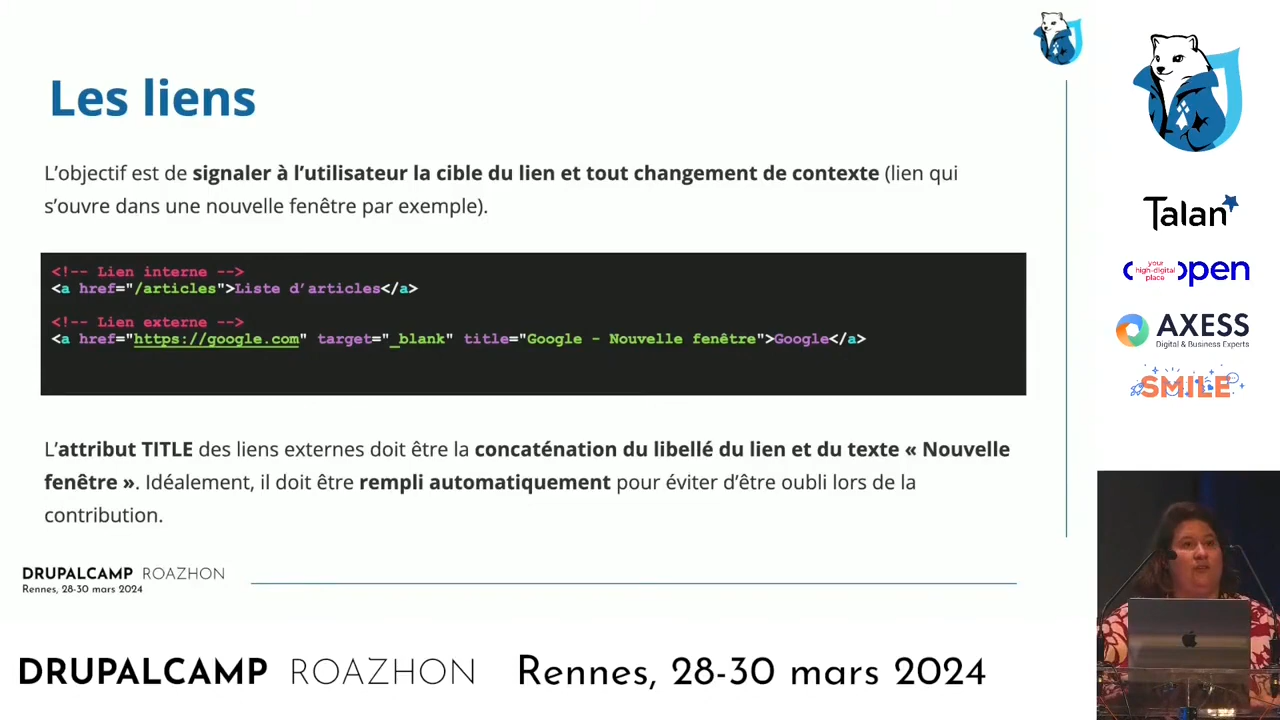 Les liens
L’objectif est de signaler à l’utilisateur la cible du lien et tout changement de contexte (lien qui
s’ouvre dans une nouvelle fenêtre par exemple).
<!-- Lien interne -->
<a href="/articles">Liste d’articles</a>
<!-- Lien externe -->
<a href="https://google.com" target="_blank" title="Google - Nouvelle fenêtre">Google</a>
L’attribut TITLE des liens externes doit être la concaténation du libellé du lien et du texte « Nouvelle
fenêtre ». Idéalement, il doit être rempli automatiquement pour éviter d’être oubli lors de la
contribution.
DRUPALCAMP ROAZHON
Rennes, 28-30 mars 2024
DRUPALCAMP ROAZHON Rennes, 28-30 mars 2024
Talan
your
high-digital
place
open
AXESS
Digital & Business Experts
SMILE